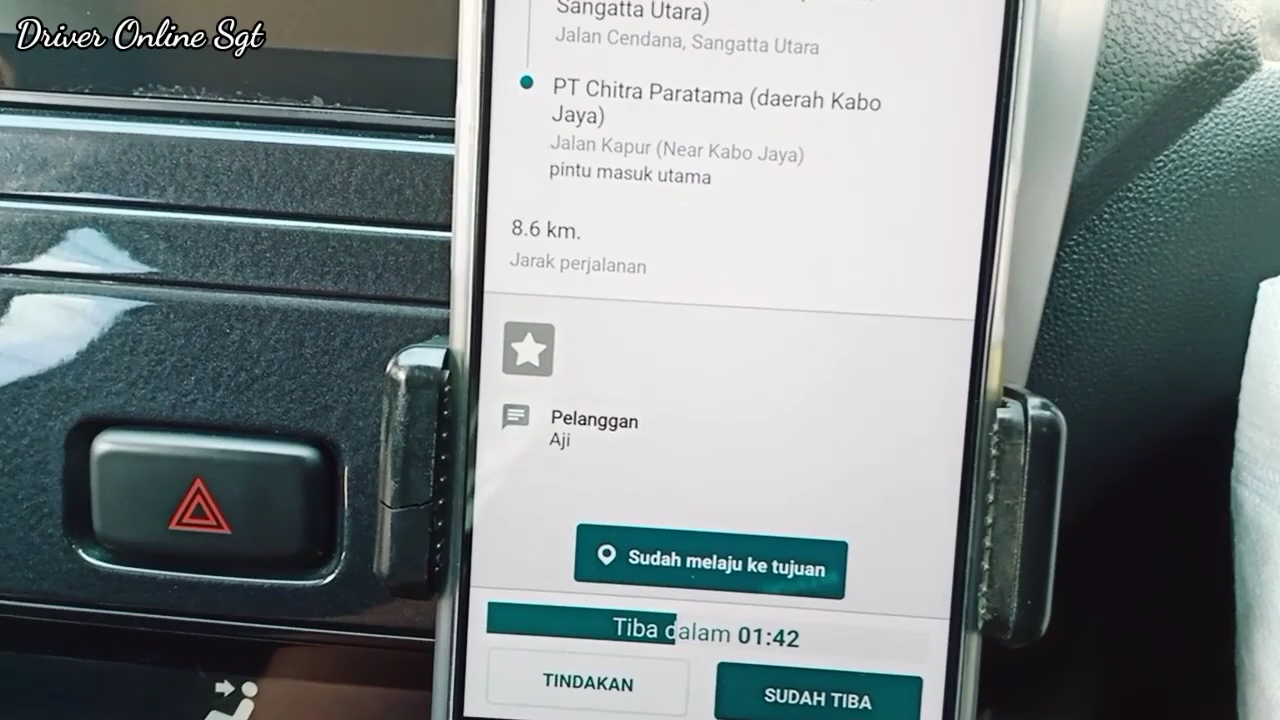 Driver Online Sgt
Sangatta Utara)
Jalan Cendana, Sangatta Utara
PT Chitra Paratama (daerah Kabo
Jaya)
Jalan Kapur (Near Kabo Jaya)
pintu masuk utama
8.6 km.
Jarak perjalanan
Pelanggan
Aji
Sudah melaju ke tujuan
Tiba dalam 01:42
TINDAKAN
SUDAH TIBA